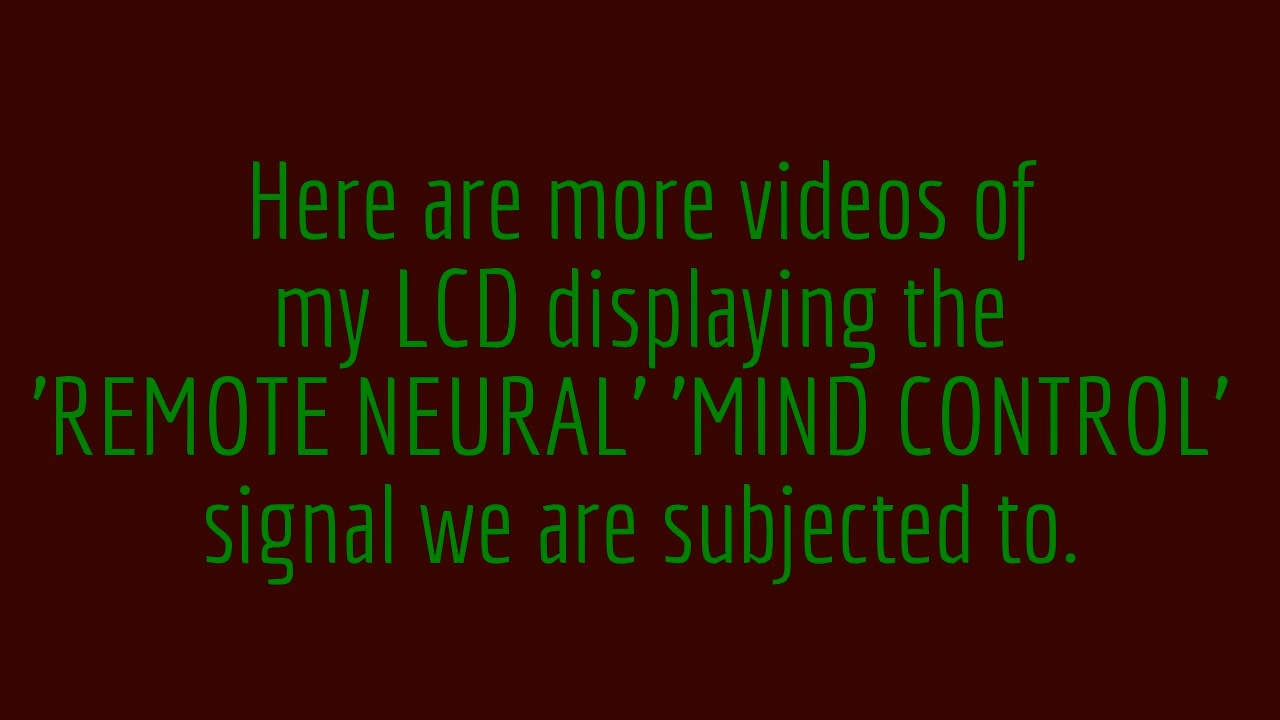 Here are more videos of
my LCD displaying the
’REMOTE NEURAL’ ’MIND CONTROL’
signal we are subjected to.